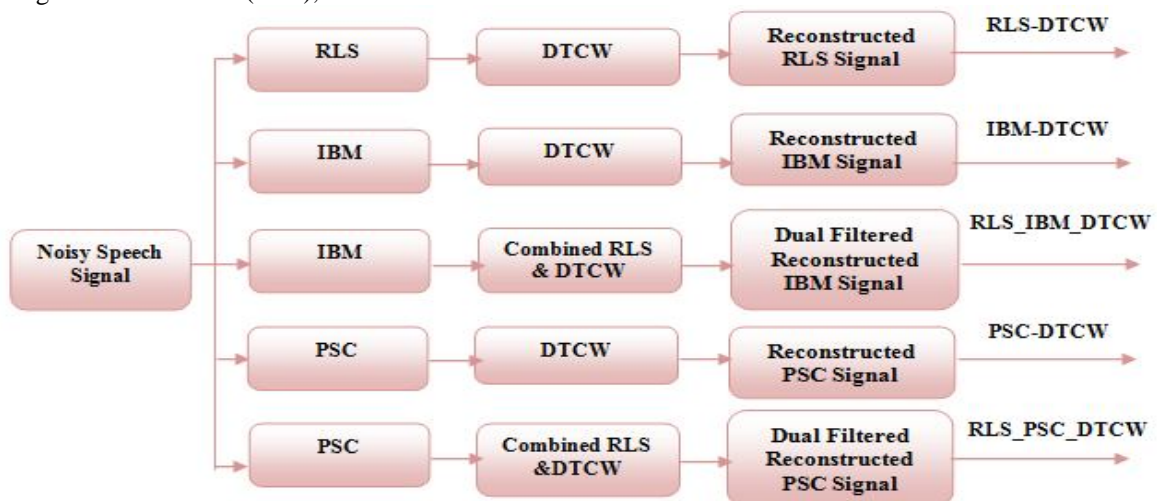 RLS
DTCW
Reconstructed
RLS Signal
RLS-DTCW
IBM
DTCW
Reconstructed
IBM Signal
IBM-DTCW
Noisy Speech
Signal
IBM
Combined RLS
& DTCW
Dual Filtered
Reconstructed
IBM Signal
RLS_IBM_DTCW
PSC
DTCW
Reconstructed
PSC Signal
PSC-DTCW
PSC
Combined RLS
&DTCW
Dual Filtered
Reconstructed
PSC Signal
RLS_PSC_DTCW